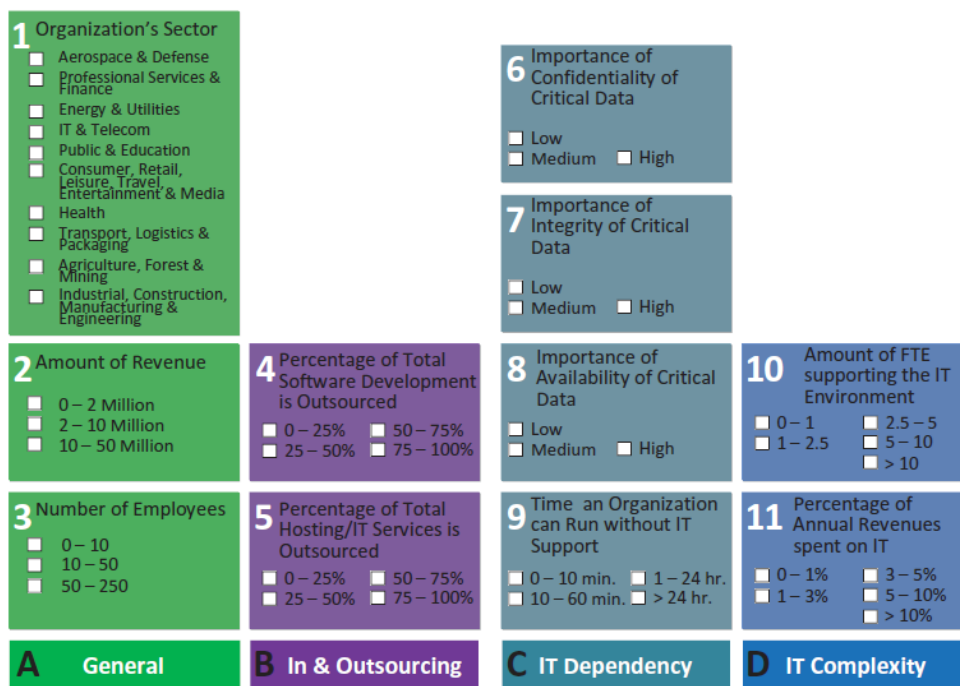 1 Organization's Sector
Aerospace & Defense
Professional Services &
Finance
Energy & Utilities
IT & Telecom
Public & Education
Consumer, Retail,
Leisure, Travel,
Entertainment & Media
Health
Transport, Logistics &
Packaging
Agriculture, Forest &
Mining
Industrial, Construction,
Manufacturing &
Engineering
2 Amount of Revenue
0 – 2 Million
2 – 10 Million
10 – 50 Million
3 Number of Employees
0 – 10
10 – 50
50 – 250
A General
4 Percentage of Total
Software Development
is Outsourced
0 – 25% 50 – 75%
25 – 50% 75 – 100%
5 Percentage of Total
Hosting/IT Services is
Outsourced
0 – 25% 50 – 75%
25 – 50% 75 – 100%
B In & Outsourcing
6 Importance of
Confidentiality of
Critical Data
Low
Medium High
7 Importance of
Integrity of Critical
Data
Low
Medium High
8 Importance of
Availability of Critical
Data
Low
Medium High
9 Time an Organization
can Run without IT
Support
0 – 10 min. 1 – 24 hr.
10 – 60 min. > 24 hr.
C IT Dependency
10 Amount of FTE
supporting the IT
Environment
0 – 1 2.5 – 5
1 – 2.5 5 – 10
> 10
11 Percentage of
Annual Revenues
spent on IT
0 – 1% 3 – 5%
1 – 3% 5 – 10%
> 10%
D IT Complexity